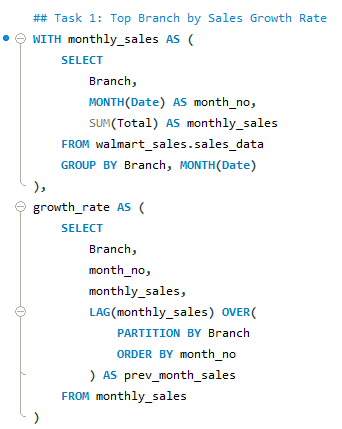 ## Task 1: Top Branch by Sales Growth Rate
WITH monthly_sales AS (
SELECT
Branch,
MONTH(Date) AS month_no,
SUM(Total) AS monthly_sales
FROM walmart_sales.sales_data
GROUP BY Branch, MONTH(Date)
),
growth_rate AS (
SELECT
Branch,
month_no,
monthly_sales,
LAG(monthly_sales) OVER(
PARTITION BY Branch
ORDER BY month_no
) AS prev_month_sales
FROM monthly_sales
)